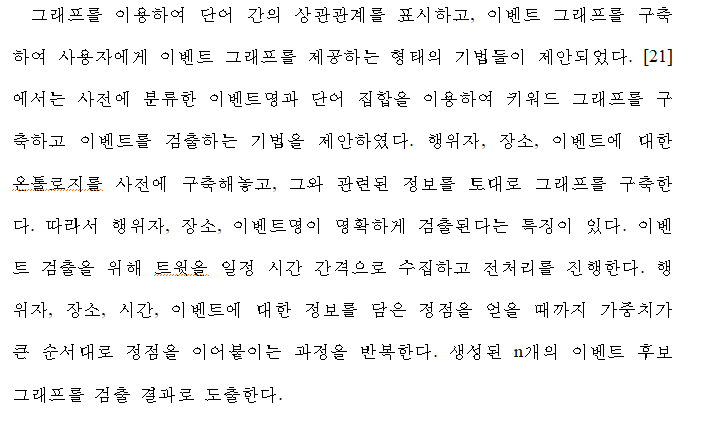 그래프를 이용하여 단어 간의 상관관계를 표시하고, 이벤트 그래프를 구축
하여 사용자에게 이벤트 그래프를 제공하는 형태의 기법들이 제안되었다. [21]
에서는 사전에 분류한 이벤트명과 단어 집합을 이용하여 키워드 그래프를 구
축하고 이벤트를 검출하는 기법을 제안하였다. 행위자, 장소, 이벤트에 대한
온톨로지를 사전에 구축해놓고, 그와 관련된 정보를 토대로 그래프를 구축한
다. 따라서 행위자, 장소, 이벤트명이 명확하게 검출된다는 특징이 있다. 이벤
트 검출을 위해 트윗을 일정 시간 간격으로 수집하고 전처리를 진행한다. 행
위자, 장소, 시간, 이벤트에 대한 정보를 담은 정점을 얻을 때까지 가중치가
큰 순서대로 정점을 이어붙이는 과정을 반복한다. 생성된 n개의 이벤트 후보
그래프를 검출 결과로 도출한다.